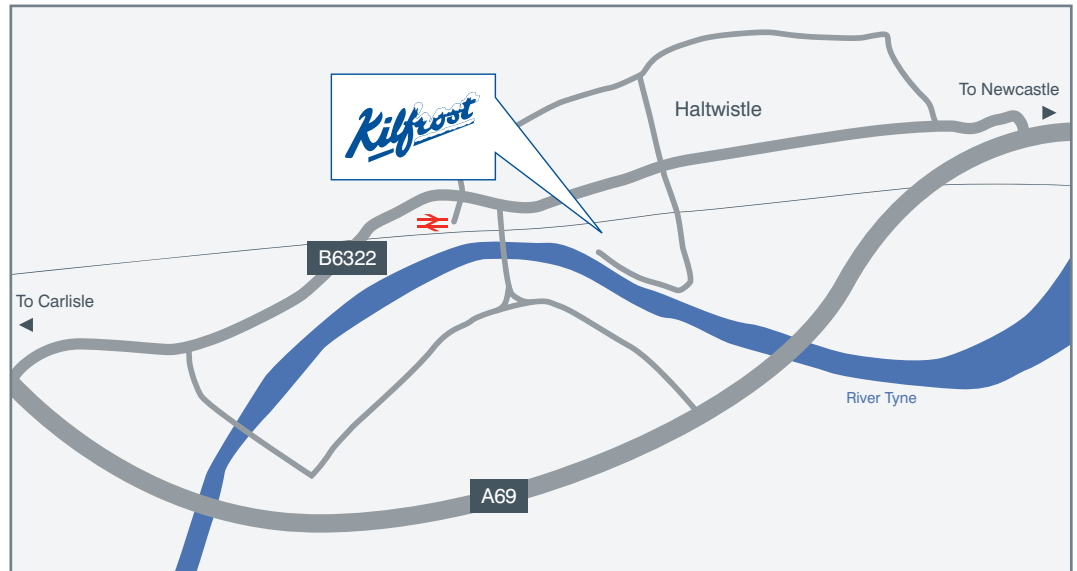 To Newcastle
Haltwistle
Kilfrost
B6322
To Carlisle
River Tyne
A69